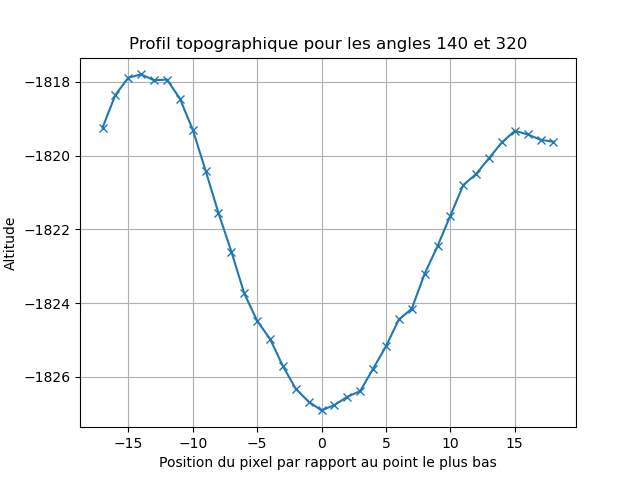 Profil topographique pour les angles 140 et 320
Altitude
−1818
−1820
−1822
−1824
−1826
−15 −10 −5 0 5 10 15
Position du pixel par rapport au point le plus bas